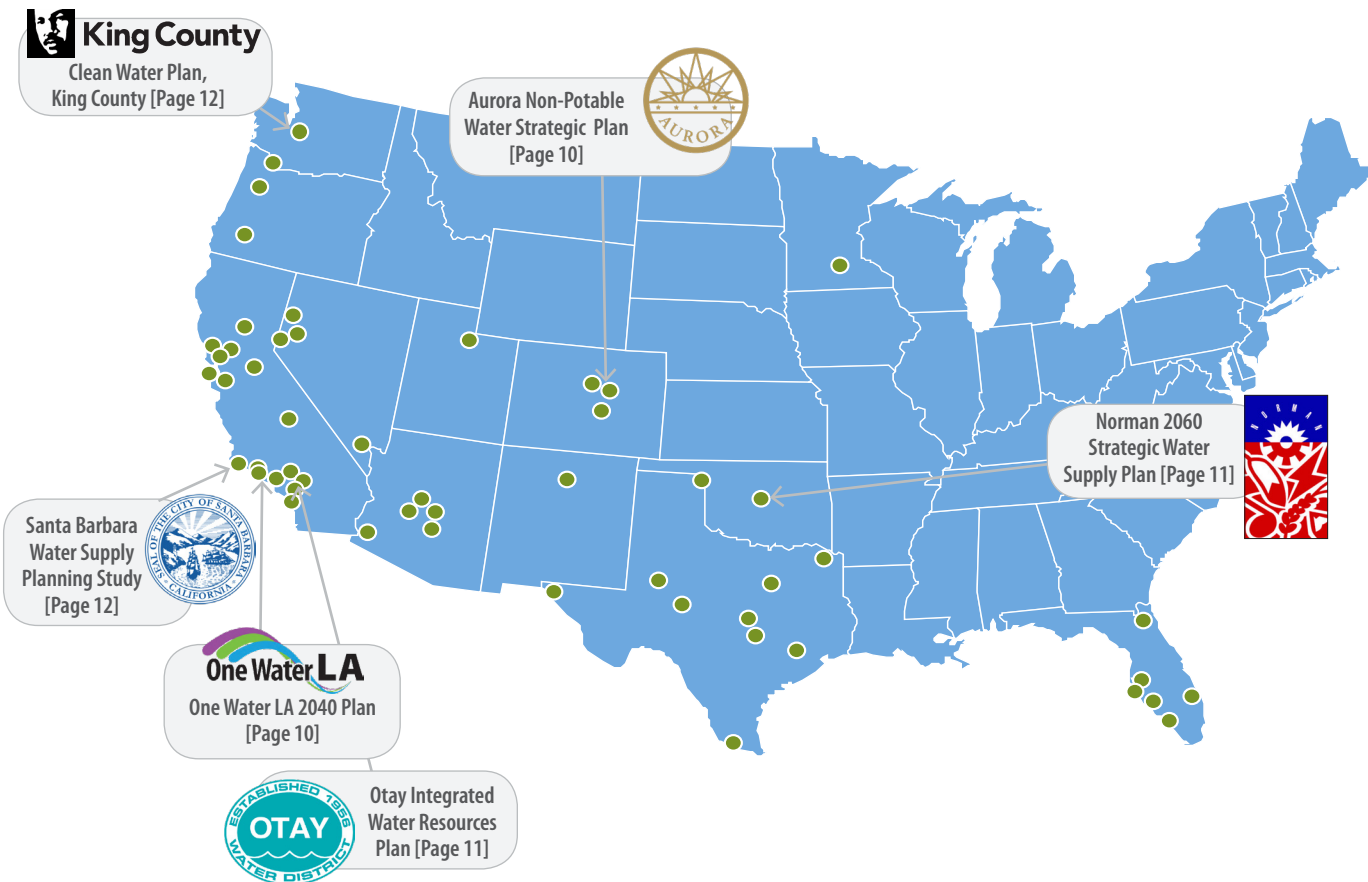 King County
Clean Water Plan,
King County [Page 12]
Aurora Non-Potable
Water Strategic Plan
[Page 10]
AURORA
Norman 2060
Strategic Water
Supply Plan [Page 11]
NORMAN
Santa Barbara
Water Supply
Planning Study
[Page 12]
SEAL OF THE CITY OF SANTA BARBARA
CALIFORNIA
One Water LA
One Water LA 2040 Plan
[Page 10]
ESTABLISHED 1956
OTAY
WATER DISTRICT
Otay Integrated
Water Resources
Plan [Page 11]